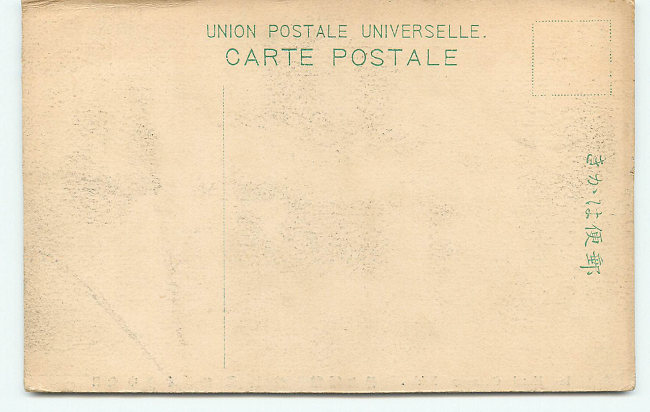 UNION POSTALE UNIVERSELLE.
CARTE POSTALE
郵便はかき